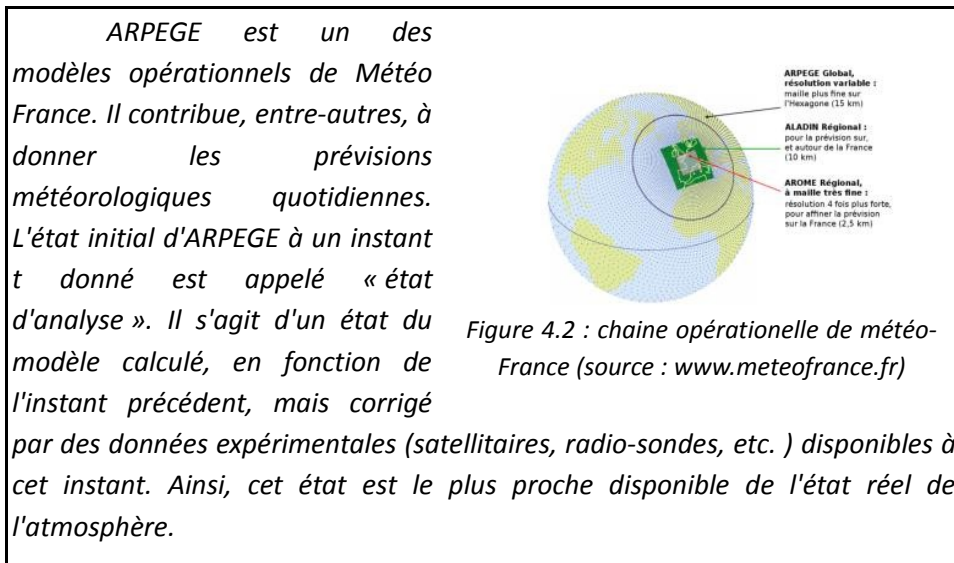 ARPEGE est un des
modèles opérationnels de Météo
France. Il contribue, entre-autres, à
donner les prévisions
météorologiques quotidiennes.
L'état initial d'ARPEGE à un instant
t donné est appelé « état
d'analyse ». Il s'agit d'un état du
modèle calculé, en fonction de
l'instant précédent, mais corrigé
par des données expérimentales (satellitaires, radio-sondes, etc. ) disponibles à
cet instant. Ainsi, cet état est le plus proche disponible de l'état réel de
l'atmosphère.
ARPEGE Global,
résolution variable :
maille plus fine sur
l'Hexagone (15 km)
ALADIN Régional :
pour la prévision sur,
et autour de la France
(10 km)
AROME Régional,
à maille très fine :
résolution 4 fois plus forte,
pour affiner la prévision
sur la France (2,5 km)
Figure 4.2 : chaine opérationelle de météo-
France (source : www.meteofrance.fr)